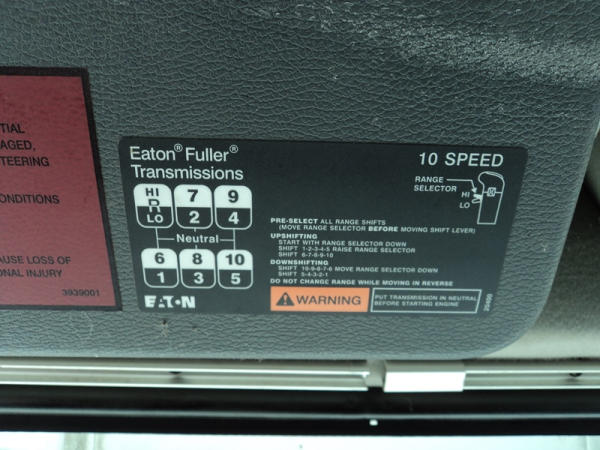 TIAL
AGED,
TEERING
ONDITIONS
AUSE LOSS OF
ONAL INJURY
3939001
Eaton® Fuller®
Transmissions
10 SPEED
RANGE
SELECTOR
HI
LO
HI 7 9
R
LO 2 4
Neutral
6 8 10
1 3 5
EATON
PRE-SELECT ALL RANGE SHIFTS
(MOVE RANGE SELECTOR BEFORE MOVING SHIFT LEVER)
UPSHIFTING
START WITH RANGE SELECTOR DOWN
SHIFT 1-2-3-4-5 RAISE RANGE SELECTOR
SHIFT 6-7-8-9-10
DOWNSHIFTING
SHIFT 10-9-8-7-6 MOVE RANGE SELECTOR DOWN
SHIFT 5-4-3-2-1
DO NOT CHANGE RANGE WHILE MOVING IN REVERSE
WARNING
PUT TRANSMISSION IN NEUTRAL
BEFORE STARTING ENGINE